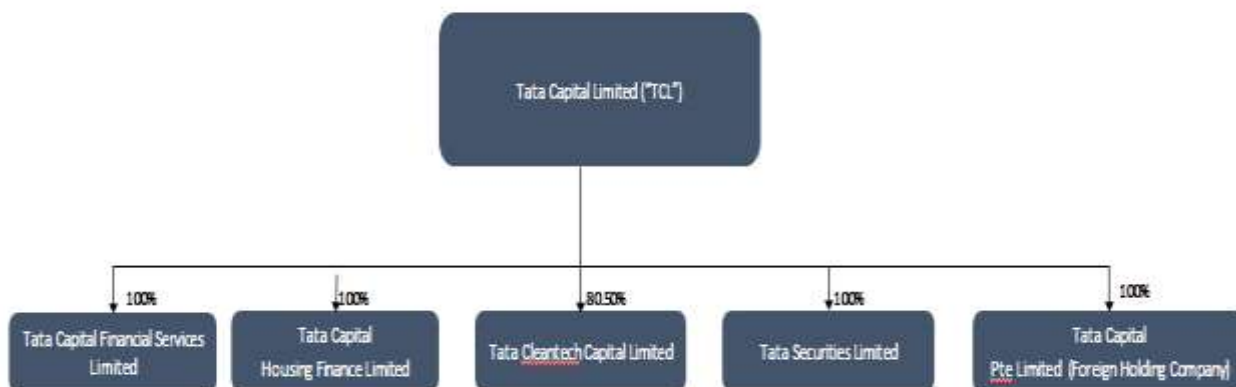 Tata Capital Limited ("TCL")
100%
100%
80.50%
100%
100%
Tata Capital Financial Services
Limited
Tata Capital
Housing Finance Limited
Tata Cleantech Capital Limited
Tata Securities Limited
Tata Capital
Pte Limited (Foreign Holding Company)